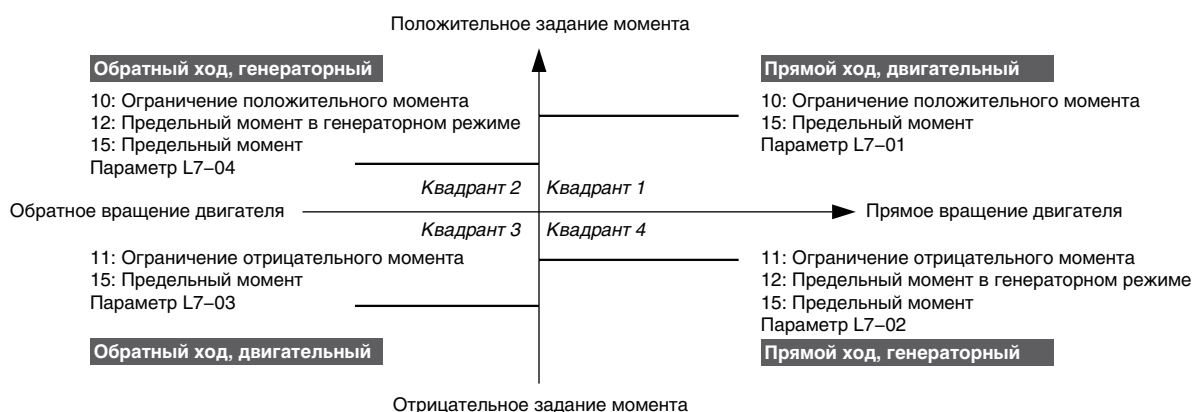 Положительное задание момента
Обратный ход, генераторный
10: Ограничение положительного момента
12: Предельный момент в генераторном режиме
15: Предельный момент
Параметр L7–04
Прямой ход, двигательный
10: Ограничение положительного момента
15: Предельный момент
Параметр L7–01
Квадрант 2
Квадрант 1
Обратное вращение двигателя
Прямое вращение двигателя
Квадрант 3
Квадрант 4
11: Ограничение отрицательного момента
15: Предельный момент
Параметр L7–03
Обратный ход, двигательный
11: Ограничение отрицательного момента
12: Предельный момент в генераторном режиме
15: Предельный момент
Параметр L7–02
Прямой ход, генераторный
Отрицательное задание момента